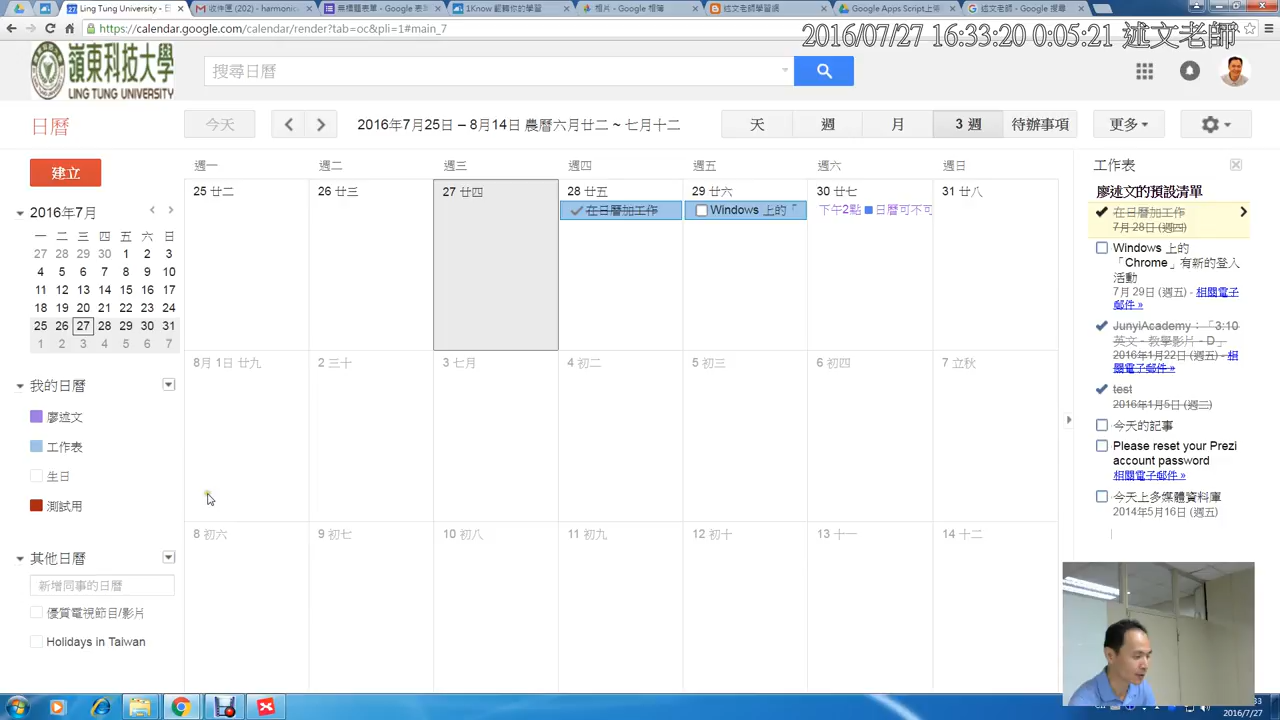 Ling Tung University - E
收匣匣 (202) - harmonica
無標題表單 - Google 表
1Know 翻轉你的學習
相片 - Google 相簿
述文老師學習網
Google Apps Script上
述文老師 - Google 搜尋
https://calendar.google.com/calendar/render?tab=oc&pli=1#main_7
2016/07/27 16:33:20 0:05:21 述文老師
嶺東科技大學
LING TUNG UNIVERSITY
搜尋日曆
日曆
今天
2016年7月25日 – 8月14日 農曆六月廿二 ~ 七月十二
天 週 月 3 週 待辦事項
更多
建立
2016年7月
一 二 三 四 五 六 日
27 28 29 30 1 2 3
4 5 6 7 8 9 10
11 12 13 14 15 16 17
18 19 20 21 22 23 24
25 26 27 28 29 30 31
1 2 3 4 5 6 7
我的日曆
廖述文
工作表
生日
測試用
其他日曆
新增同事的日曆
優質電視節目/影片
Holidays in Taiwan
週一 週二 週三 週四 週五 週六 週日
25 廿二 26 廿三 27 廿四 28 廿五 29 廿六 30 廿七 31 廿八
在日曆加工作
Windows 上的「
下午2點 日曆可不可
8月 1日 廿九 2 三十 3 七月 4 初二 5 初三 6 初四 7 立秋
8 初六 9 初七 10 初八 11 初九 12 初十 13 十一 14 十二
工作表
廖述文的預設清單
在日曆加工作
7月28日 (週四)
Windows 上的
「Chrome」有新的登入
活動
7月 29日 (週五) - 相關電子
郵件 »
JunyiAcademy：「3:10
英文 - 教學影片 - D」
2016年1月22日 (週五) - 相
關電子郵件 »
test
2016年1月5日 (週二)
今天的記事
Please reset your Prezi
account password
相關電子郵件 »
今天上多媒體資料庫
2014年5月16日 (週五)
2016/7/27